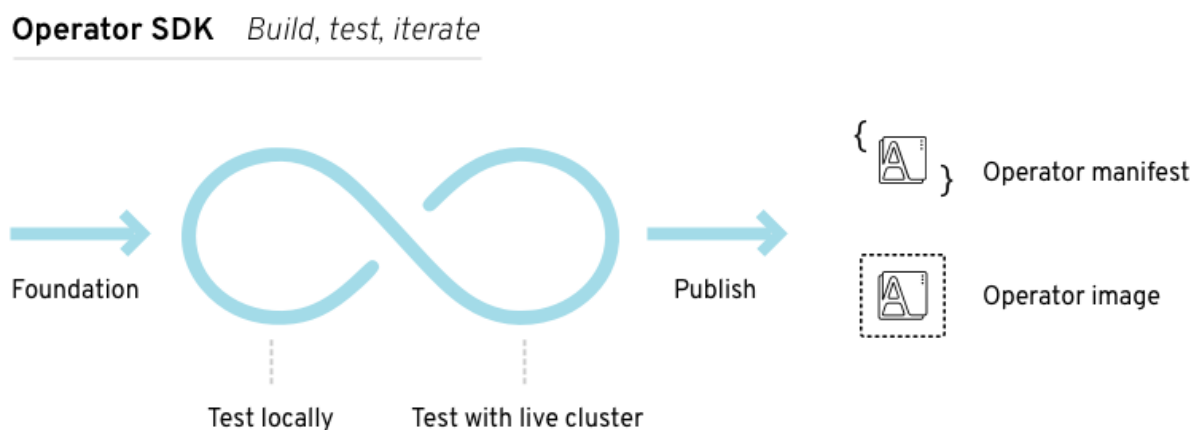 Operator SDK Build, test, iterate
{
}
Operator manifest
Foundation
Publish
Operator image
Test locally
Test with live cluster